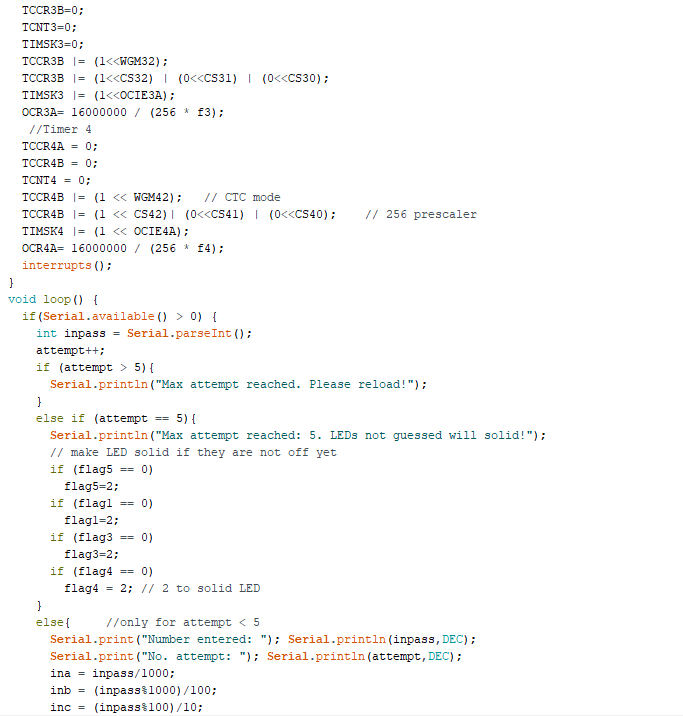 TCCR3B=0;
TCNT3=0;
TIMSK3=0;
TCCR3B |= (1<<WGM32);
TCCR3B |= (1<<CS32) | (0<<CS31) | (0<<CS30);
TIMSK3 |= (1<<OCIE3A);
OCR3A= 16000000 / (256 * f3);
//Timer 4
TCCR4A = 0;
TCCR4B = 0;
TCNT4 = 0;
TCCR4B |= (1 << WGM42);   // CTC mode
TCCR4B |= (1 << CS42)| (0<<CS41) | (0<<CS40);    // 256 prescaler
TIMSK4 |= (1 << OCIE4A);
OCR4A= 16000000 / (256 * f4);
interrupts();
}
void loop() {
if(Serial.available() > 0) {
int inpass = Serial.parseInt();
attempt++;
if (attempt > 5){
Serial.println("Max attempt reached. Please reload!");
}
else if (attempt == 5){
Serial.println("Max attempt reached: 5. LEDs not guessed will solid!");
// make LED solid if they are not off yet
if (flag5 == 0)
flag5=2;
if (flag1 == 0)
flag1=2;
if (flag3 == 0)
flag3=2;
if (flag4 == 0)
flag4 = 2; // 2 to solid LED
}
else{     //only for attempt < 5
Serial.print("Number entered: "); Serial.println(inpass,DEC);
Serial.print("No. attempt: "); Serial.println(attempt,DEC);
ina = inpass/1000;
inb = (inpass%1000)/100;
inc = (inpass%100)/10;